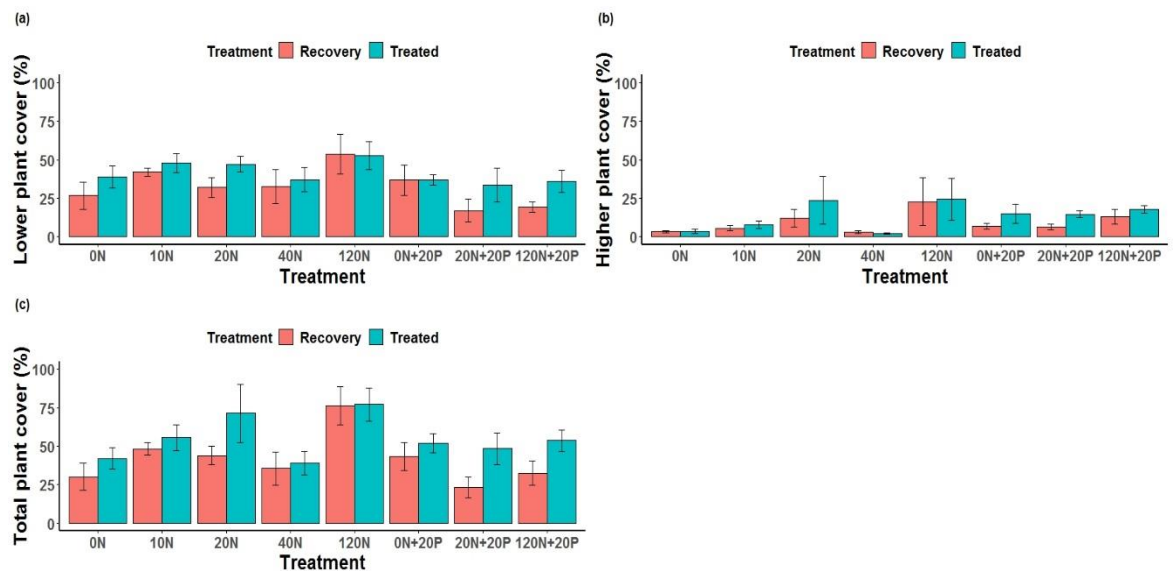 (a)
Treatment Recovery Treated
Lower plant cover (%)
100
75
50
25
0
0N 10N 20N 40N 120N 0N+20P 20N+20P 120N+20P
Treatment
(b)
Treatment Recovery Treated
Higher plant cover (%)
100
75
50
25
0
0N 10N 20N 40N 120N 0N+20P 20N+20P 120N+20P
Treatment
(c)
Treatment Recovery Treated
Total plant cover (%)
100
75
50
25
0
0N 10N 20N 40N 120N 0N+20P 20N+20P 120N+20P
Treatment